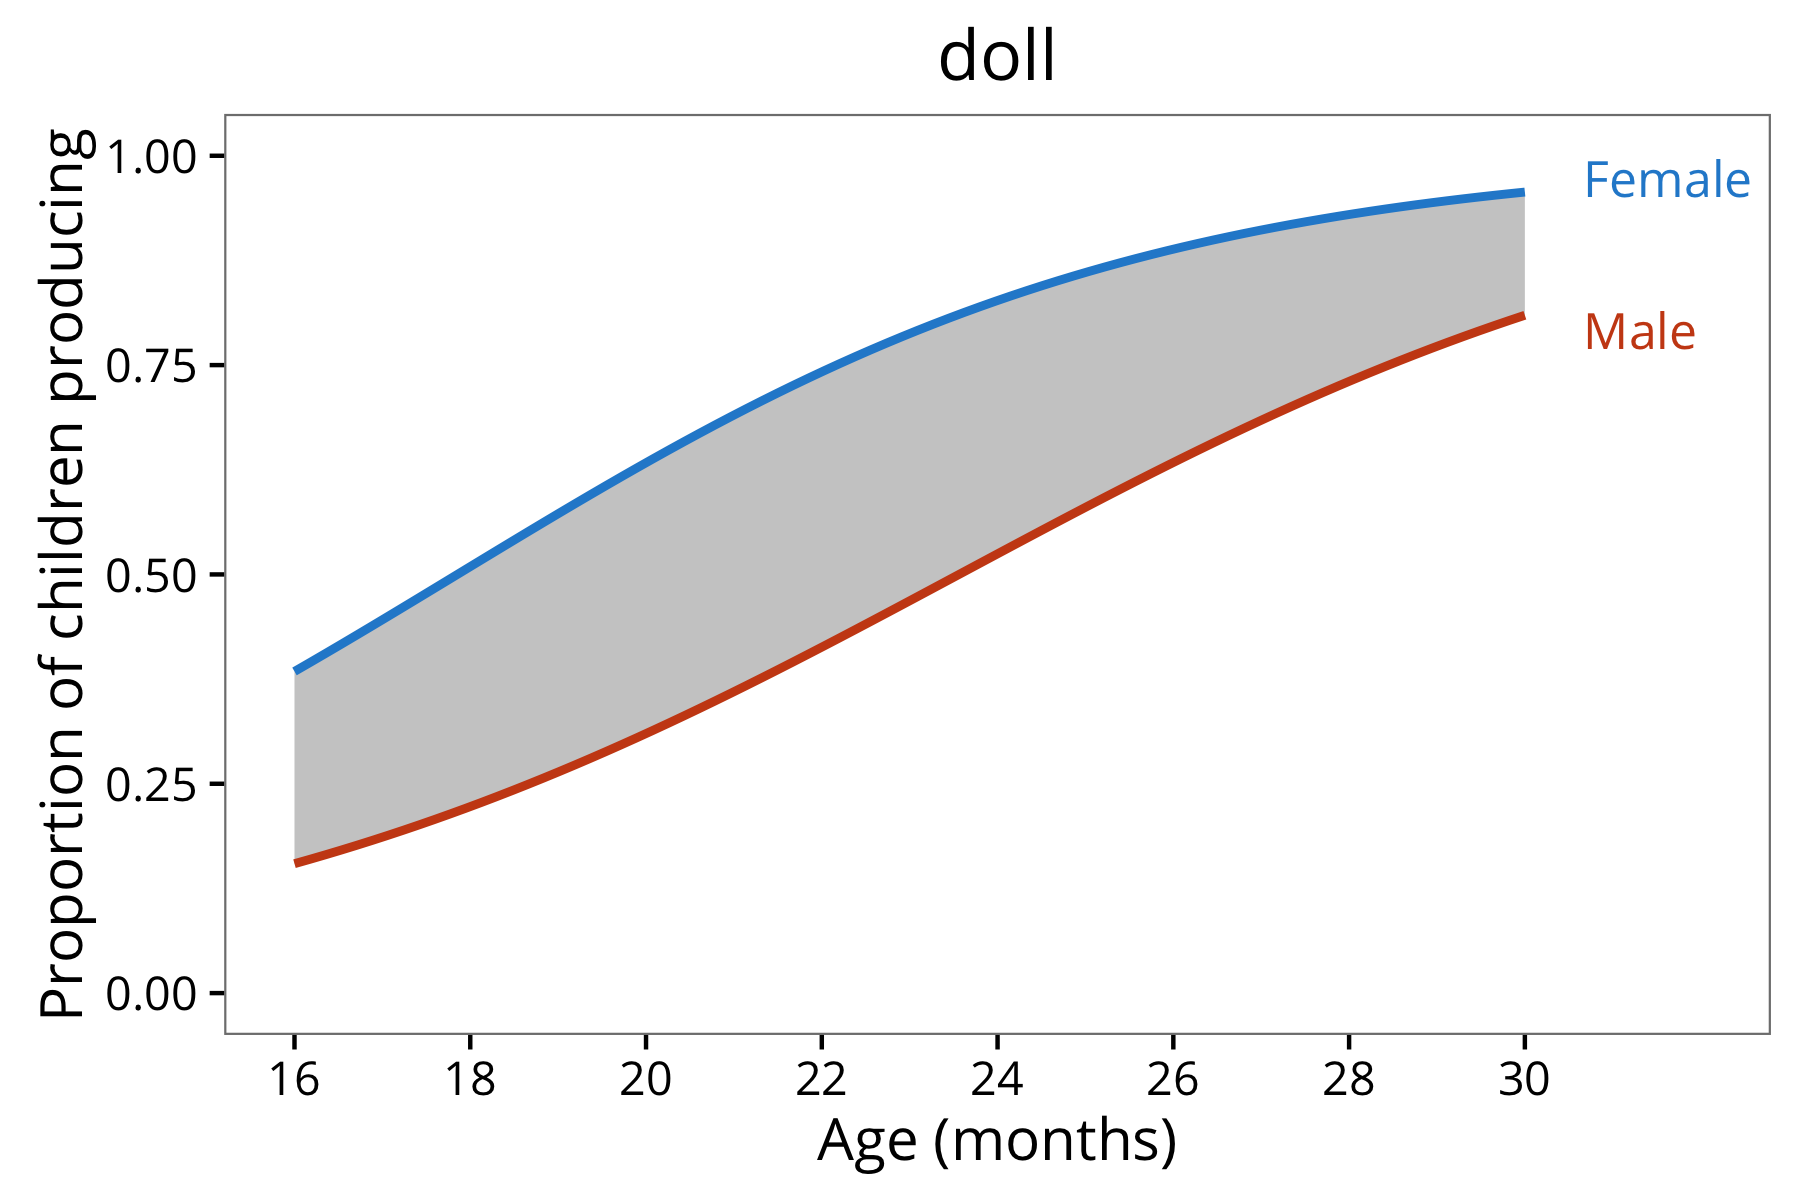 doll
Proportion of children producing
1.00
0.75
0.50
0.25
0.00
Female
Male
16 18 20 22 24 26 28 30
Age (months)